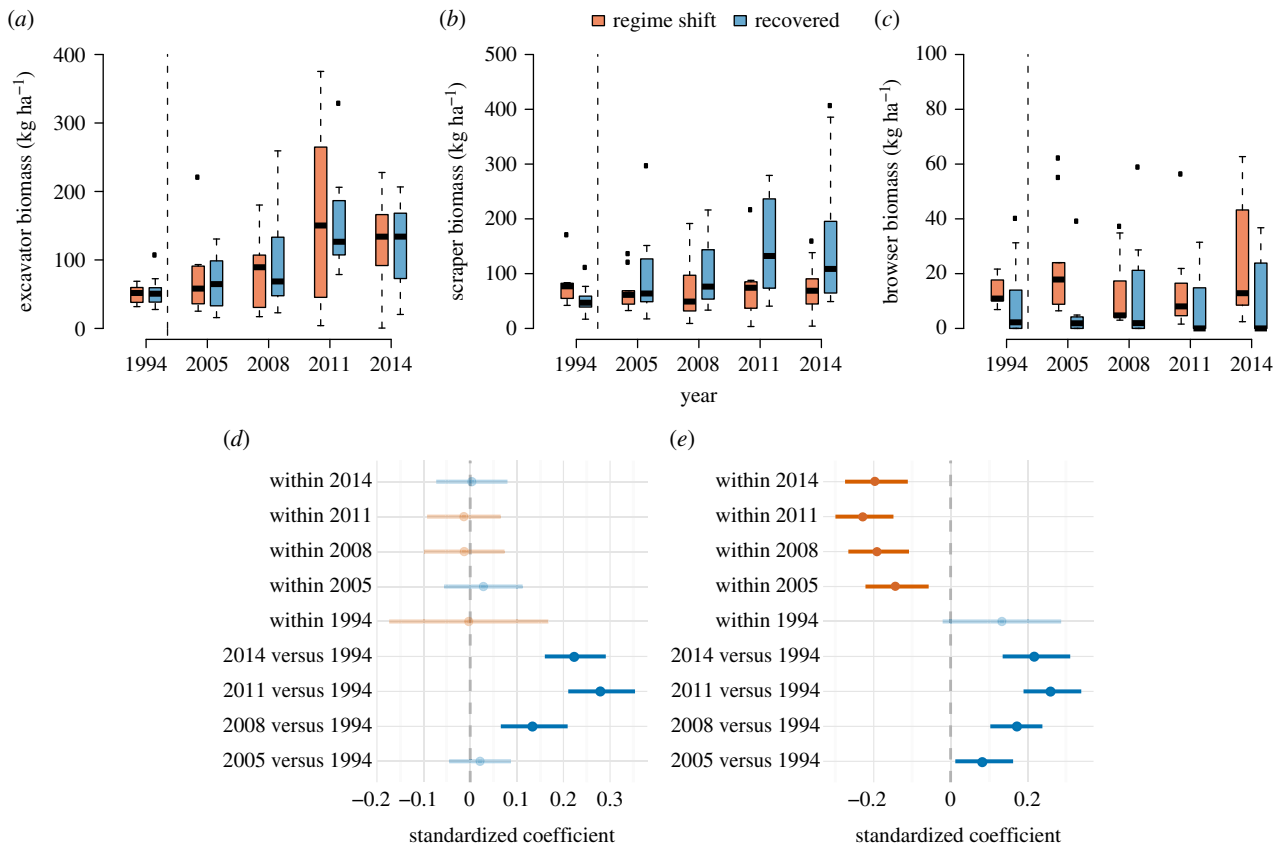 (a)
(b)
regime shift
recovered
(c)
excavator biomass (kg ha⁻¹)
400
300
200
100
0
1994
2005
2008
2011
2014
scraper biomass (kg ha⁻¹)
500
400
300
200
100
0
1994
2005
2008
2011
2014
year
browser biomass (kg ha⁻¹)
100
80
60
40
20
0
1994
2005
2008
2011
2014
(d)
within 2014
within 2011
within 2008
within 2005
within 1994
2014 versus 1994
2011 versus 1994
2008 versus 1994
2005 versus 1994
−0.2
−0.1
0
0.1
0.2
0.3
standardized coefficient
(e)
within 2014
within 2011
within 2008
within 2005
within 1994
2014 versus 1994
2011 versus 1994
2008 versus 1994
2005 versus 1994
−0.2
0
0.2
standardized coefficient